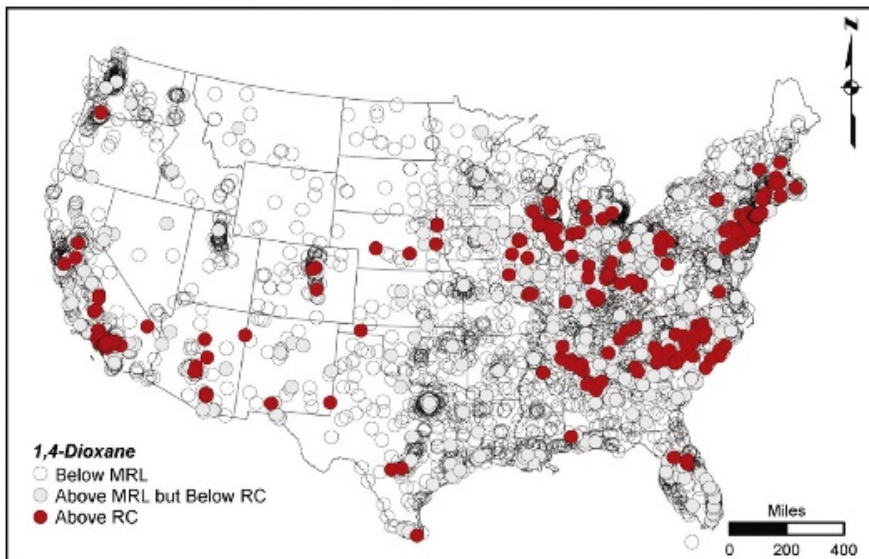 N
1,4-Dioxane
Below MRL
Above MRL but Below RC
Above RC
Miles
0 200 400